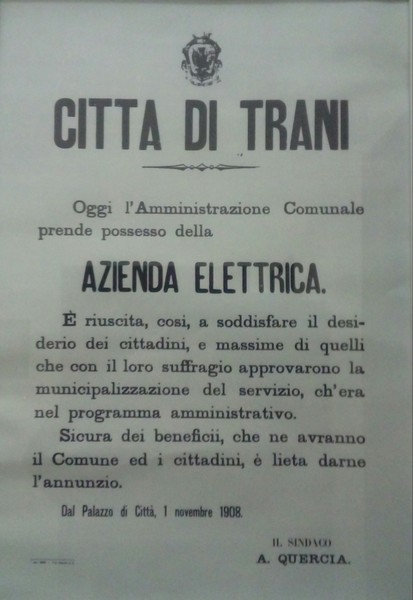 CITTA DI TRANI
Oggi l'Amministrazione Comunale
prende possesso della
AZIENDA ELETTRICA.
È riuscita, cosi, a soddisfare il desi-
derio dei cittadini, e massime di quelli
che con il loro suffragio approvarono la
municipalizzazione del servizio, ch'era
nel programma amministrativo.
Sicura dei beneficii, che ne avranno
il Comune ed i cittadini, é lieta darne
l'annunzio.
Dal Palazzo di Città, 1 novembre 1908.
IL SINDACO
A. QUERCIA.